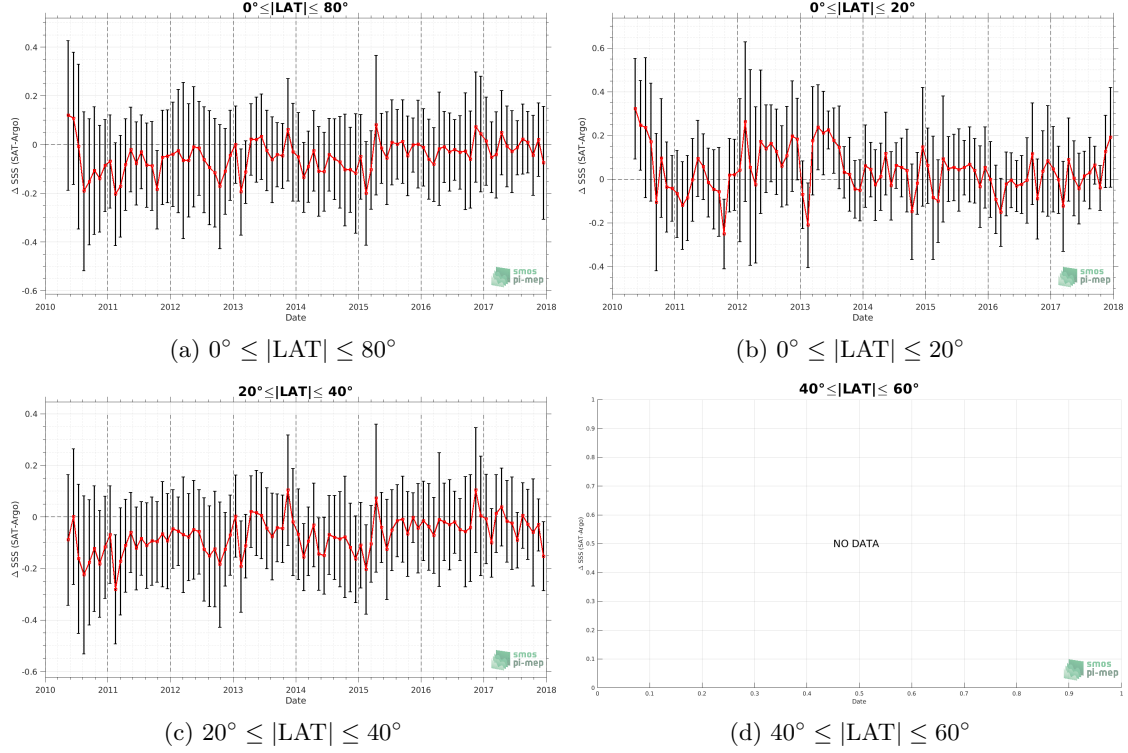 0°≤|LAT|≤ 80°
Δ SSS (SAT-Argo)
0.4
0.2
0
-0.2
-0.4
-0.6
2010 2011 2012 2013 2014 2015 2016 2017 2018
Date
smos
pi-mep
(a) 0° ≤ |LAT| ≤ 80°
0°≤|LAT|≤ 20°
Δ SSS (SAT-Argo)
0.6
0.4
0.2
0
-0.2
-0.4
2010 2011 2012 2013 2014 2015 2016 2017 2018
Date
smos
pi-mep
(b) 0° ≤ |LAT| ≤ 20°
20°≤|LAT|≤ 40°
Δ SSS (SAT-Argo)
0.4
0.2
0
-0.2
-0.4
-0.6
2010 2011 2012 2013 2014 2015 2016 2017 2018
Date
smos
pi-mep
(c) 20° ≤ |LAT| ≤ 40°
40°≤|LAT|≤ 60°
Δ SSS (SAT-Argo)
1
0.9
0.8
0.7
0.6
0.5
0.4
0.3
0.2
0.1
0
NO DATA
0 0.1 0.2 0.3 0.4 0.5 0.6 0.7 0.8 0.9 1
Date
smos
pi-mep
(d) 40° ≤ |LAT| ≤ 60°